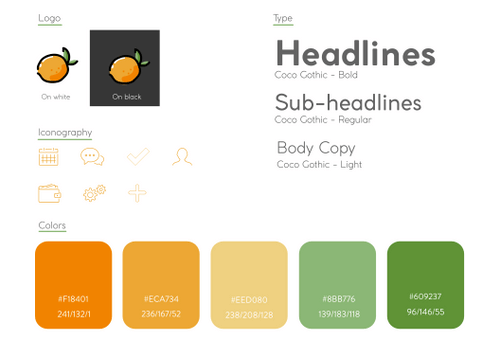 Logo
On white
On black
Iconography
Type
Headlines
Coco Gothic - Bold
Sub-headlines
Coco Gothic - Regular
Body Copy
Coco Gothic - Light
Colors
#F18401
241/132/1
#ECA734
236/167/52
#EED080
238/208/128
#8BB776
139/183/118
#609237
96/146/55